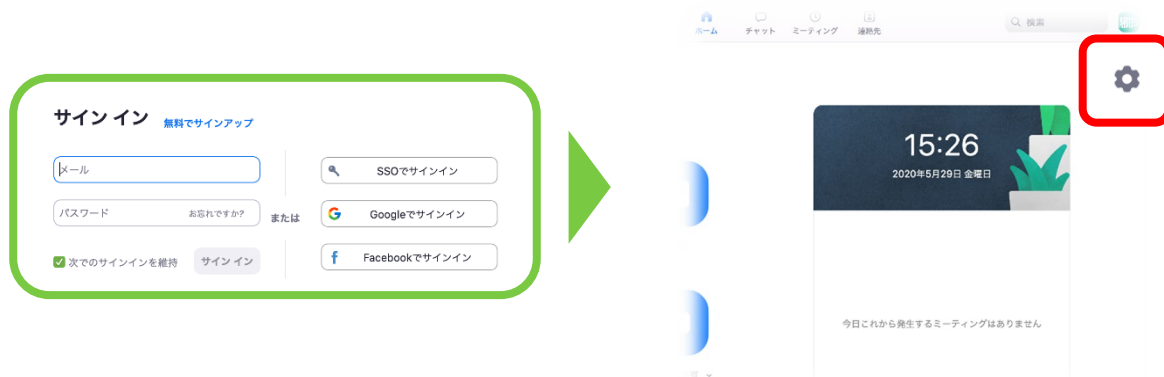 サイン イン 無料でサインアップ
メール
パスワード お忘れですか?
または
次でのサインインを維持 サイン イン
SSOでサインイン
Googleでサインイン
Facebookでサインイン
ホーム チャット ミーティング 連絡先 検索
15:26
2020年5月29日 金曜日
今日これから発生するミーティングはありません